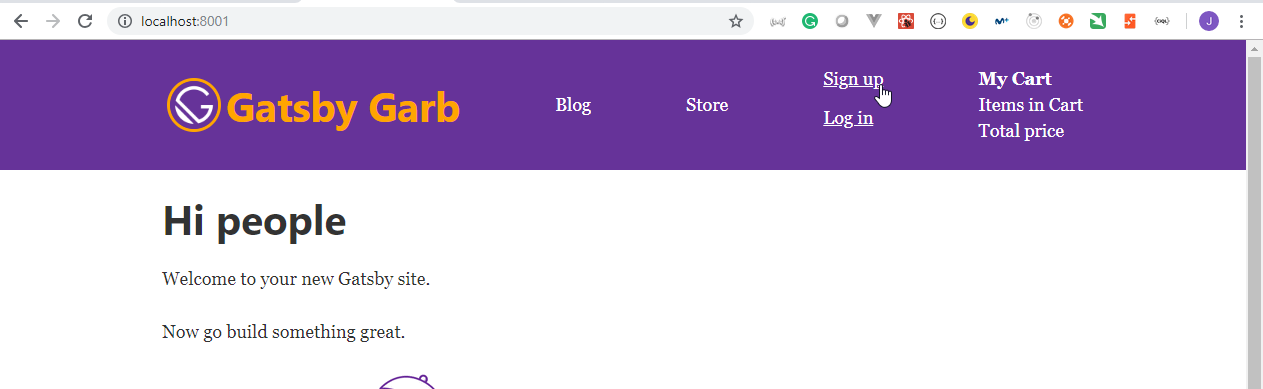 localhost:8001
J
Gatsby Garb
Blog
Store
Sign up
Log in
My Cart
Items in Cart
Total price
Hi people
Welcome to your new Gatsby site.
Now go build something great.